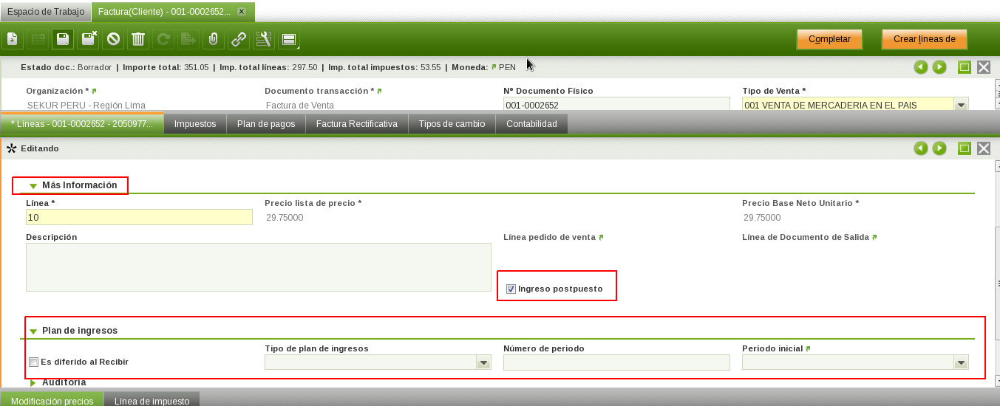 Espacio de Trabajo Factura(Cliente) - 001-0002652...
Completar Crear líneas de
Estado doc.: Borrador | Importe total: 351.05 | Imp. total líneas: 297.50 | Imp. total impuestos: 53.55 | Moneda: PEN
Organización * Documento transacción * Nº Documento Físico Tipo de Venta *
SEKUR PERU - Región Lima Factura de Venta 001-0002652 001 VENTA DE MERCADERIA EN EL PAIS
* Líneas - 001-0002652 - 2050977... Impuestos Plan de pagos Factura Rectificativa Tipos de cambio Contabilidad
Editando
Más Información
Línea * Precio lista de precio * Precio Base Neto Unitario *
10 29.75000 29.75000
Descripción Línea pedido de venta Línea de Documento de Salida
Ingreso postpuesto
Plan de ingresos
Tipo de plan de ingresos Número de periodo Periodo inicial
Es diferido al Recibir
Auditoría
Modificación precios Línea de impuesto